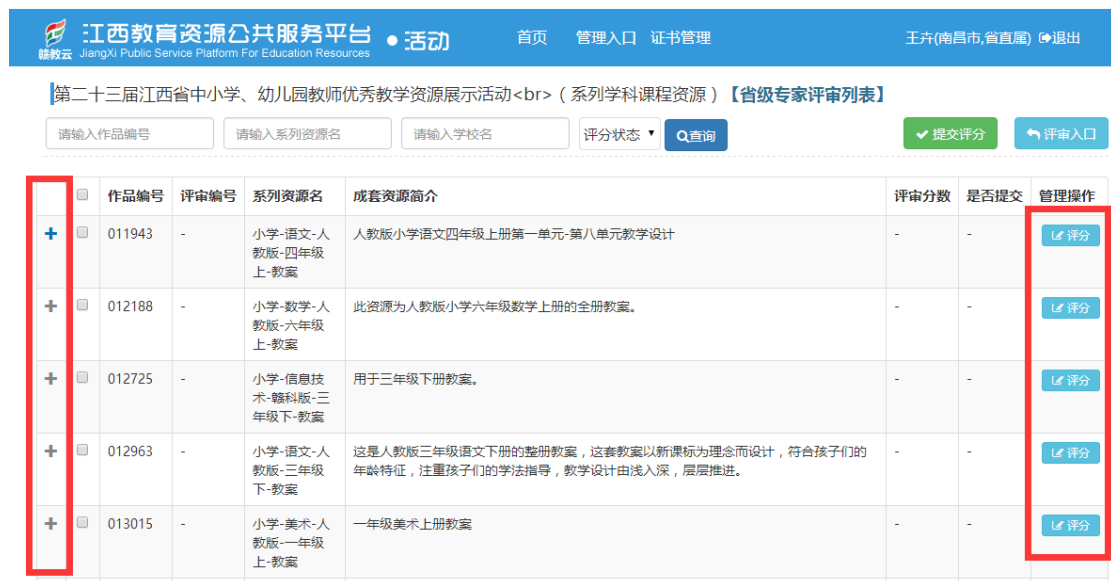 江西教育资源公共服务平台
赣教云 JiangXi Public Service Platform For Education Resources
●活动
首页 管理入口 证书管理
王卉(南昌市,省直属) 退出
第二十三届江西省中小学、幼儿园教师优秀教学资源展示活动<br>（系列学科课程资源）【省级专家评审列表】
请输入作品编号 请输入系列资源名 请输入学校名 评分状态 查询 提交评分 评审入口
作品编号 评审编号 系列资源名 成套资源简介 评审分数 是否提交 管理操作
011943 - 小学-语文-人 人教版小学语文四年级上册第一单元-第八单元教学设计 - - 评分
教版-四年级
上-教案
012188 - 小学-数学-人 此资源为人教版小学六年级数学上册的全册教案。 - - 评分
教版-六年级
上-教案
012725 - 小学-信息技 用于三年级下册教案。 - - 评分
术-赣科版-三
年级下-教案
012963 - 小学-语文-人 这是人教版三年级语文下册的整册教案，这套教案以新课标为理念而设计，符合孩子们的 - - 评分
教版-三年级 年龄特征，注重孩子们的学法指导，教学设计由浅入深，层层推进。
下-教案
013015 - 小学-美术-人 一年级美术上册教案 - - 评分
教版-一年级
上-教案